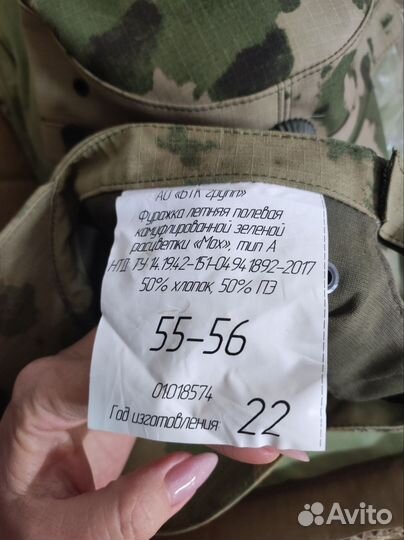 АО «БТК групп»
Фуражка летняя полевая
камуфлированной зеленой
расцветки «Мох», тип А
НТД: ТУ 14.1942-151-04941892-2017
50% хлопок, 50% ПЭ
55-56
01.018574
Год изготовления 22
Avito